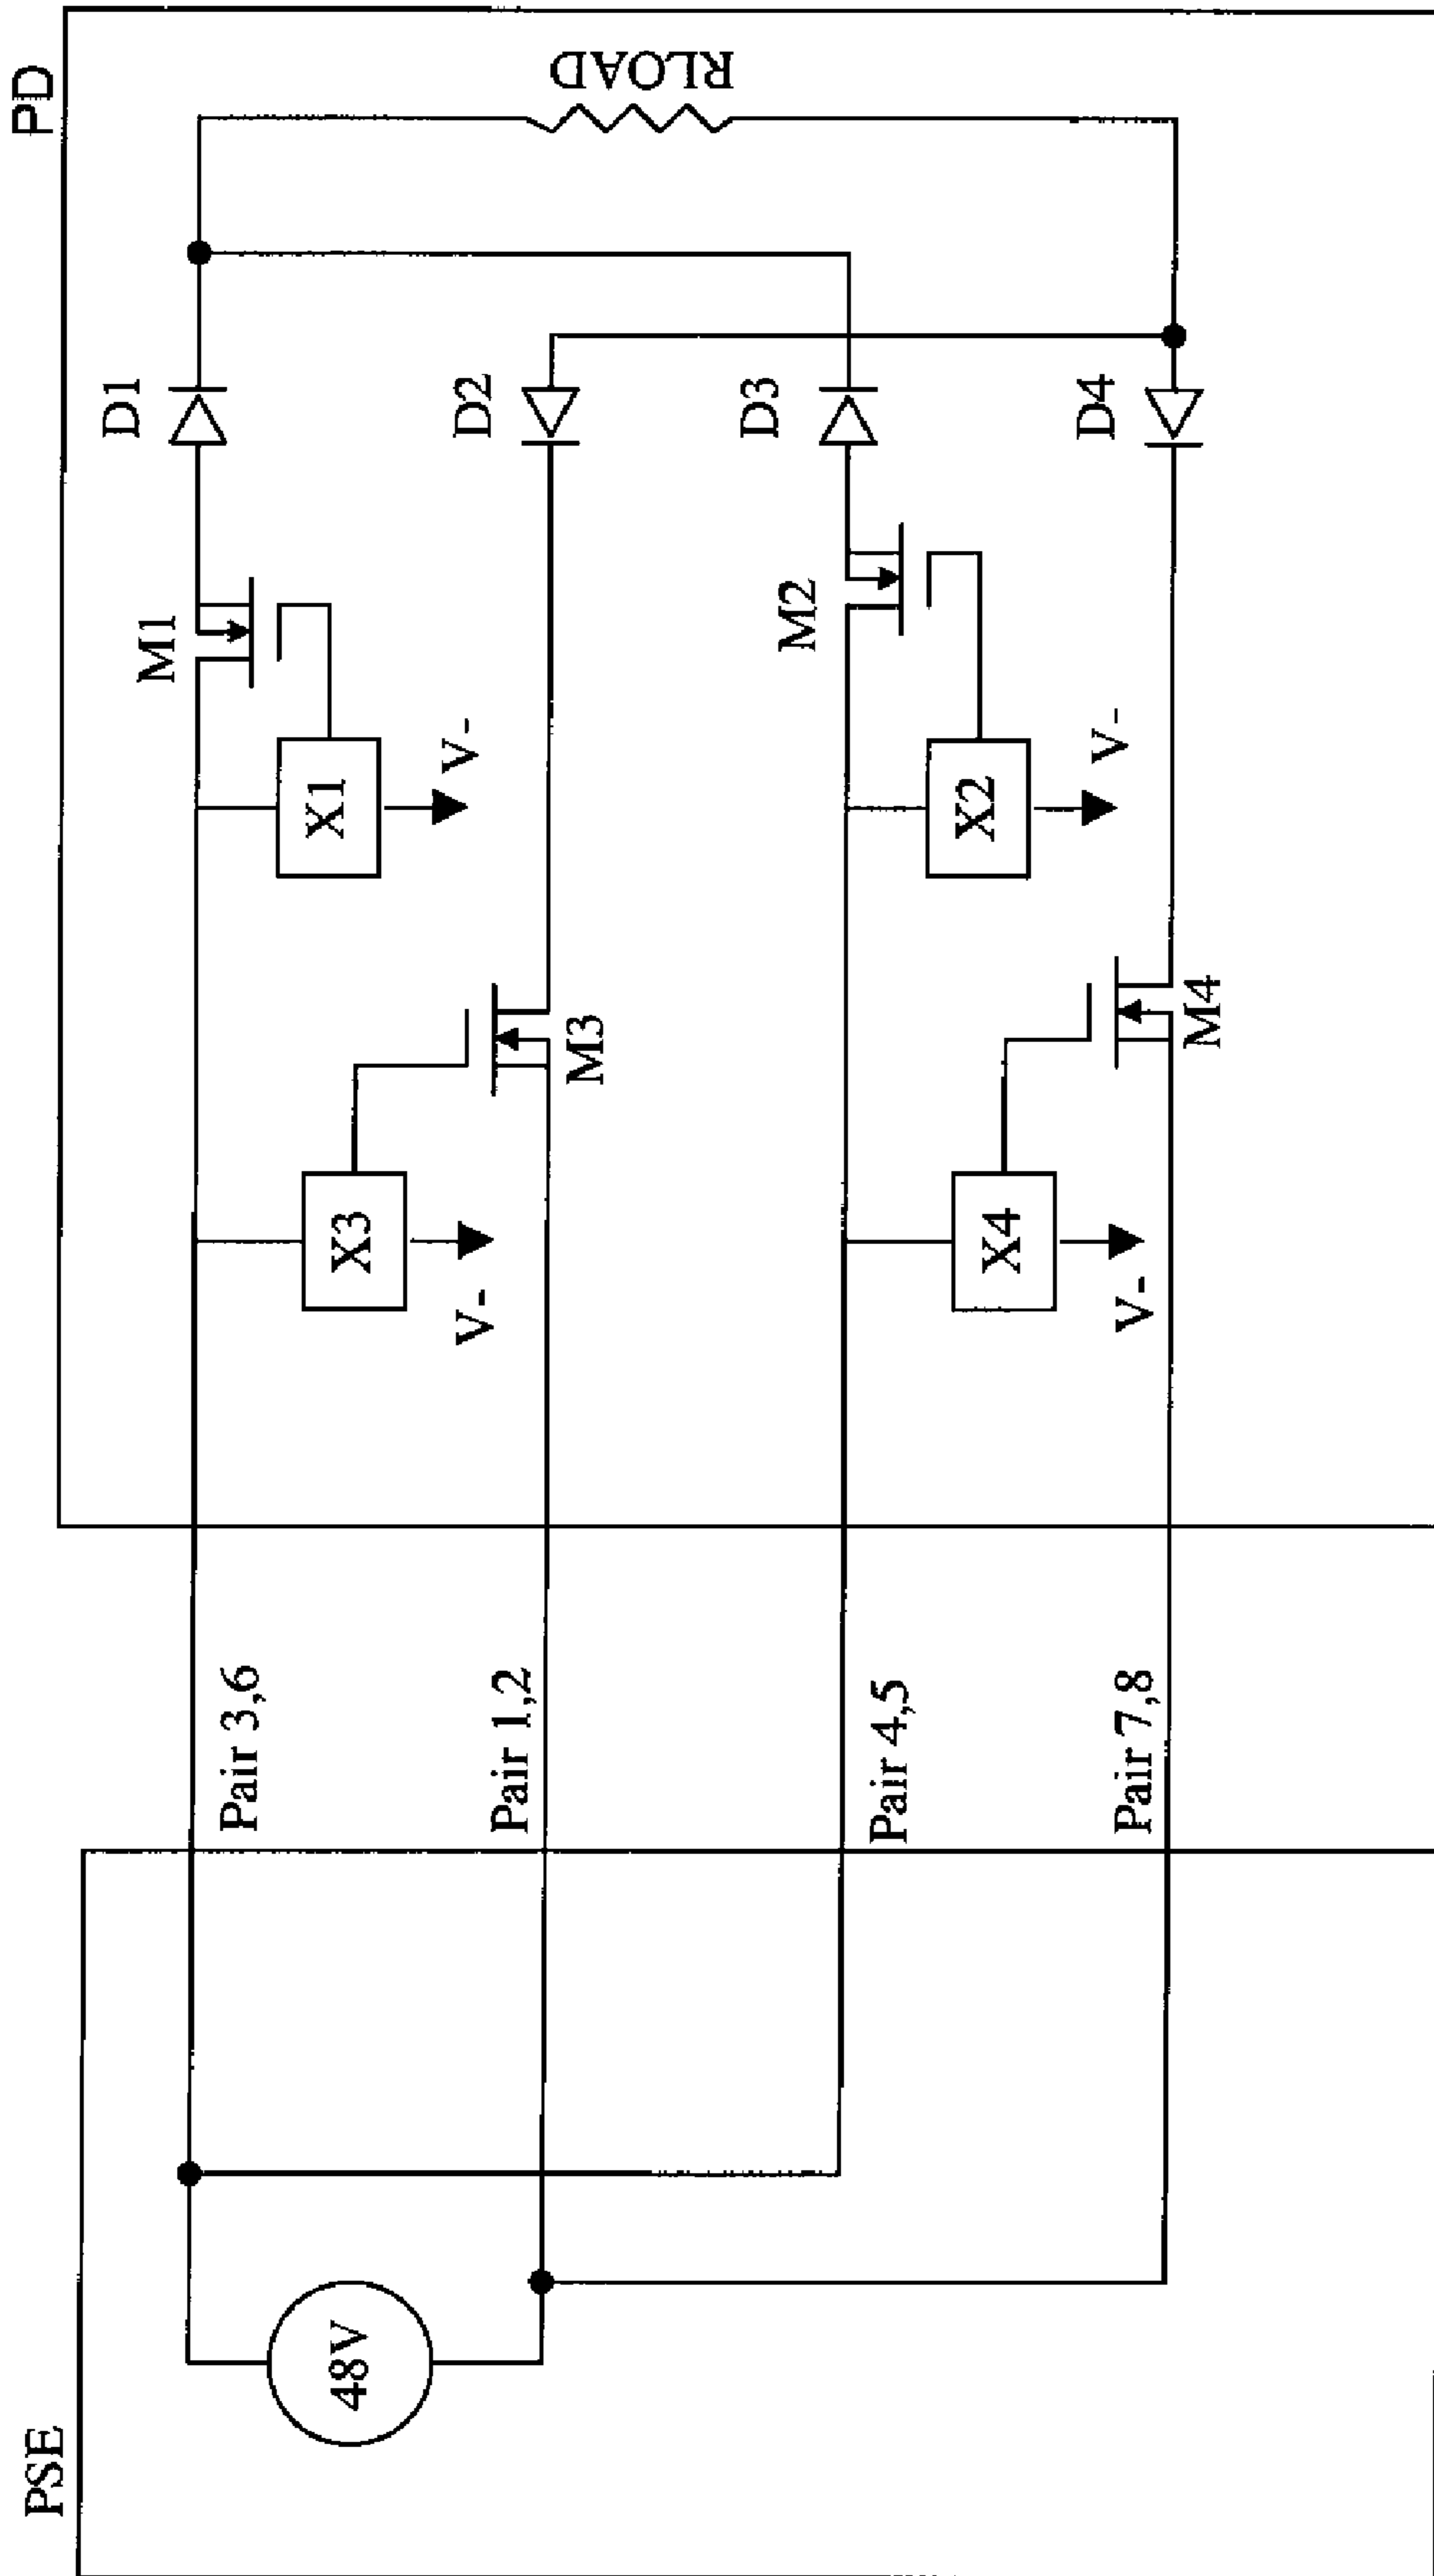 PSE
48V
Pair 3,6
Pair 1,2
Pair 4,5
Pair 7,8
PD
X3
V-
M3
X1
V-
M1
D1
D2
X4
V-
M4
X2
V-
M2
D3
D4
RLOAD